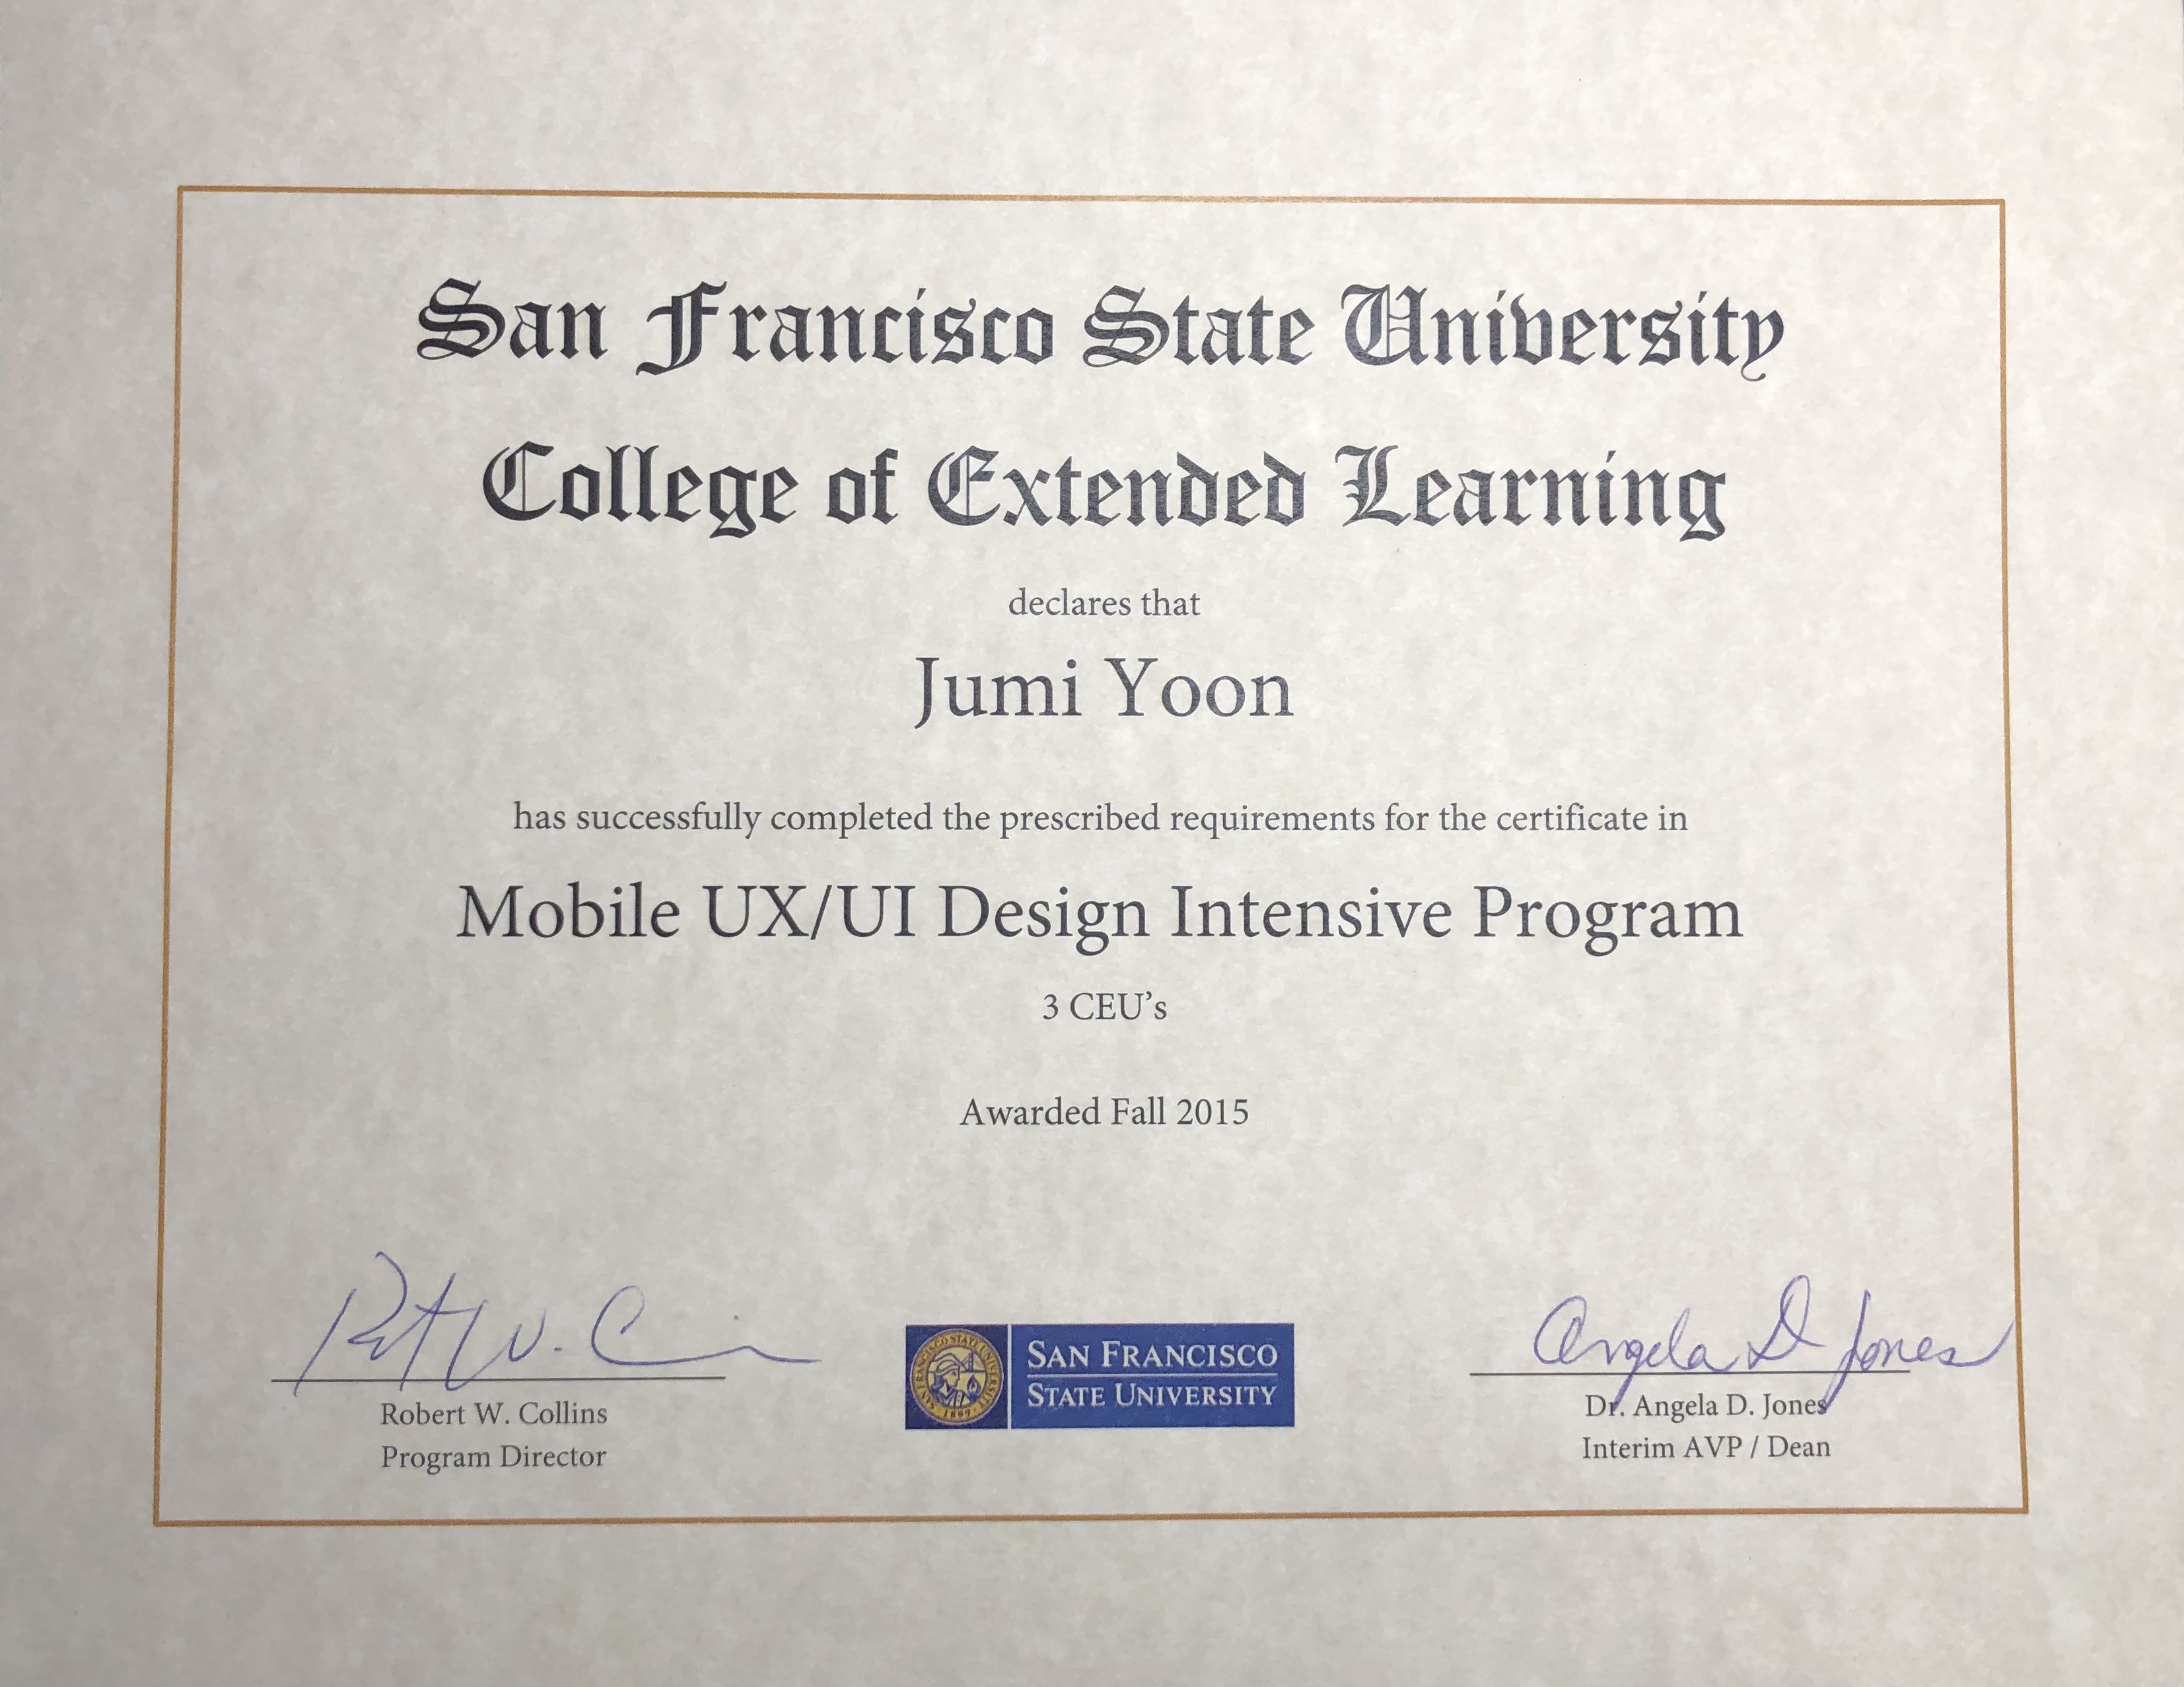 San Francisco State University
College of Extended Learning
declares that
Jumi Yoon
has successfully completed the prescribed requirements for the certificate in
Mobile UX/UI Design Intensive Program
3 CEU's
Awarded Fall 2015
Angela D Jones
SAN FRANCISCO
STATE UNIVERSITY
1899
Robert W. Collins
Program Director
Dr. Angela D. Jones
Interim AVP / Dean